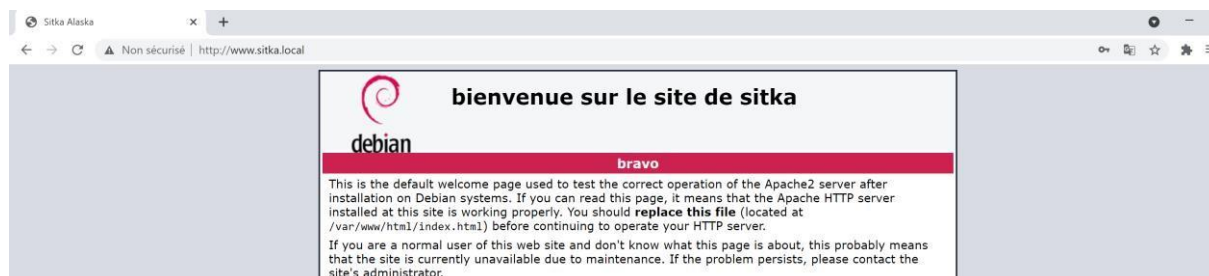 Sitka Alaska
Non sécurisé | http://www.sitka.local
bienvenue sur le site de sitka
debian
bravo
This is the default welcome page used to test the correct operation of the Apache2 server after
installation on Debian systems. If you can read this page, it means that the Apache HTTP server
installed at this site is working properly. You should replace this file (located at
/var/www/html/index.html) before continuing to operate your HTTP server.
If you are a normal user of this web site and don't know what this page is about, this probably means
that the site is currently unavailable due to maintenance. If the problem persists, please contact the
site's administrator.